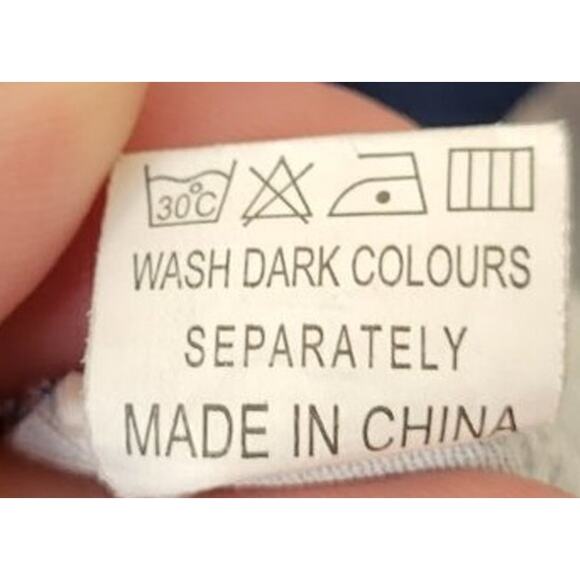 30°C
WASH DARK COLOURS
SEPARATELY
MADE IN CHINA